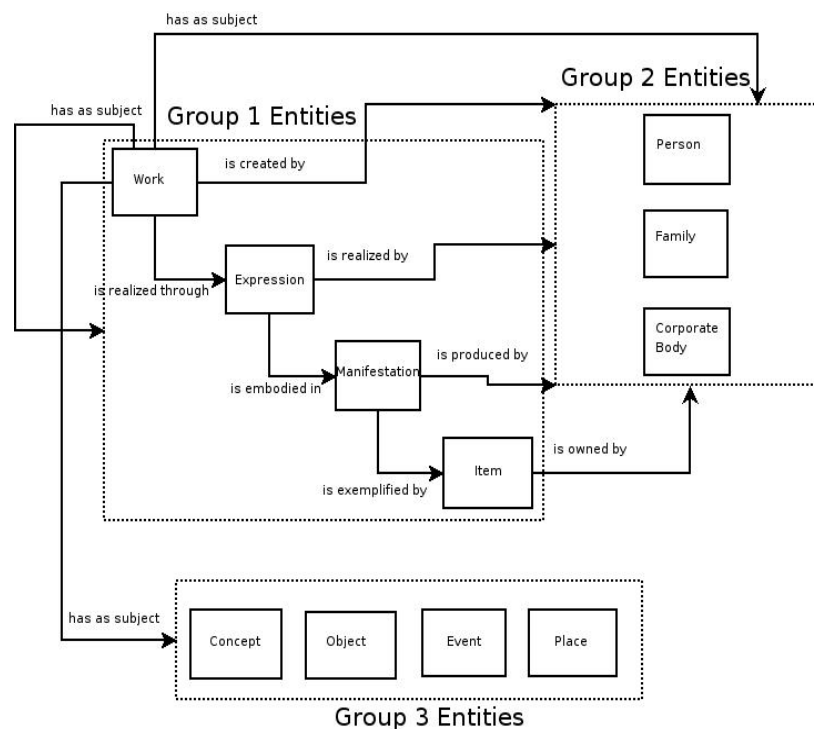 has as subject
Group 2 Entities
has as subject
Group 1 Entities
Person
is created by
Work
Family
is realized by
Expression
is realized through
Corporate
Body
is produced by
Manifestation
is embodied in
is owned by
Item
is exemplified by
has as subject
Concept
Object
Event
Place
Group 3 Entities